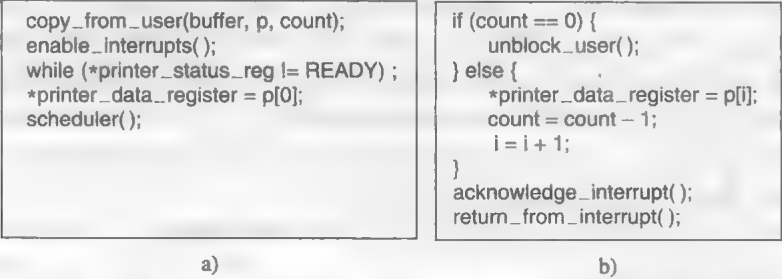 copy_from_user(buffer, p, count);
enable_interrupts( );
while (*printer_status_reg != READY) ;
*printer_data_register = p[0];
scheduler( );
if (count == 0) {
unblock_user( );
} else {
*printer_data_register = p[i];
count = count – 1;
i = i + 1;
}
acknowledge_interrupt( );
return_from_interrupt( );
a)
b)